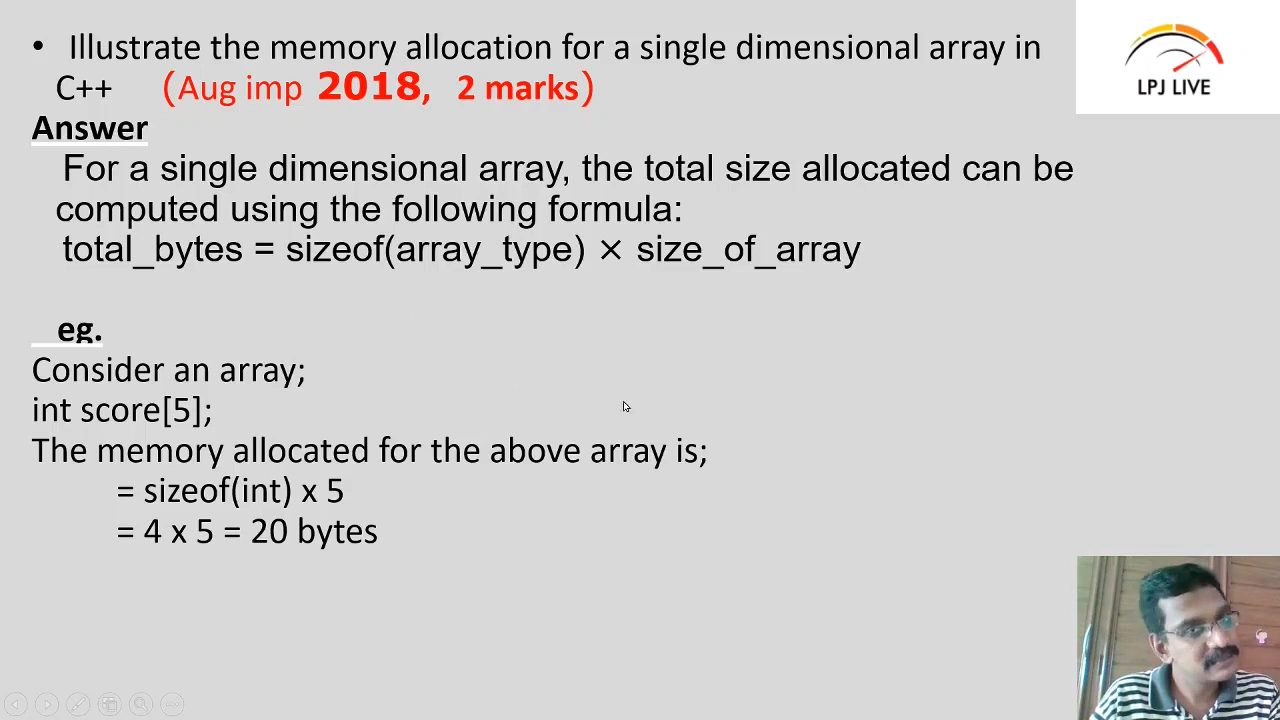 • Illustrate the memory allocation for a single dimensional array in
C++ (Aug imp 2018, 2 marks)
LPJ LIVE
Answer
For a single dimensional array, the total size allocated can be
computed using the following formula:
total_bytes = sizeof(array_type) × size_of_array
eg.
Consider an array;
int score[5];
The memory allocated for the above array is;
= sizeof(int) x 5
= 4 x 5 = 20 bytes